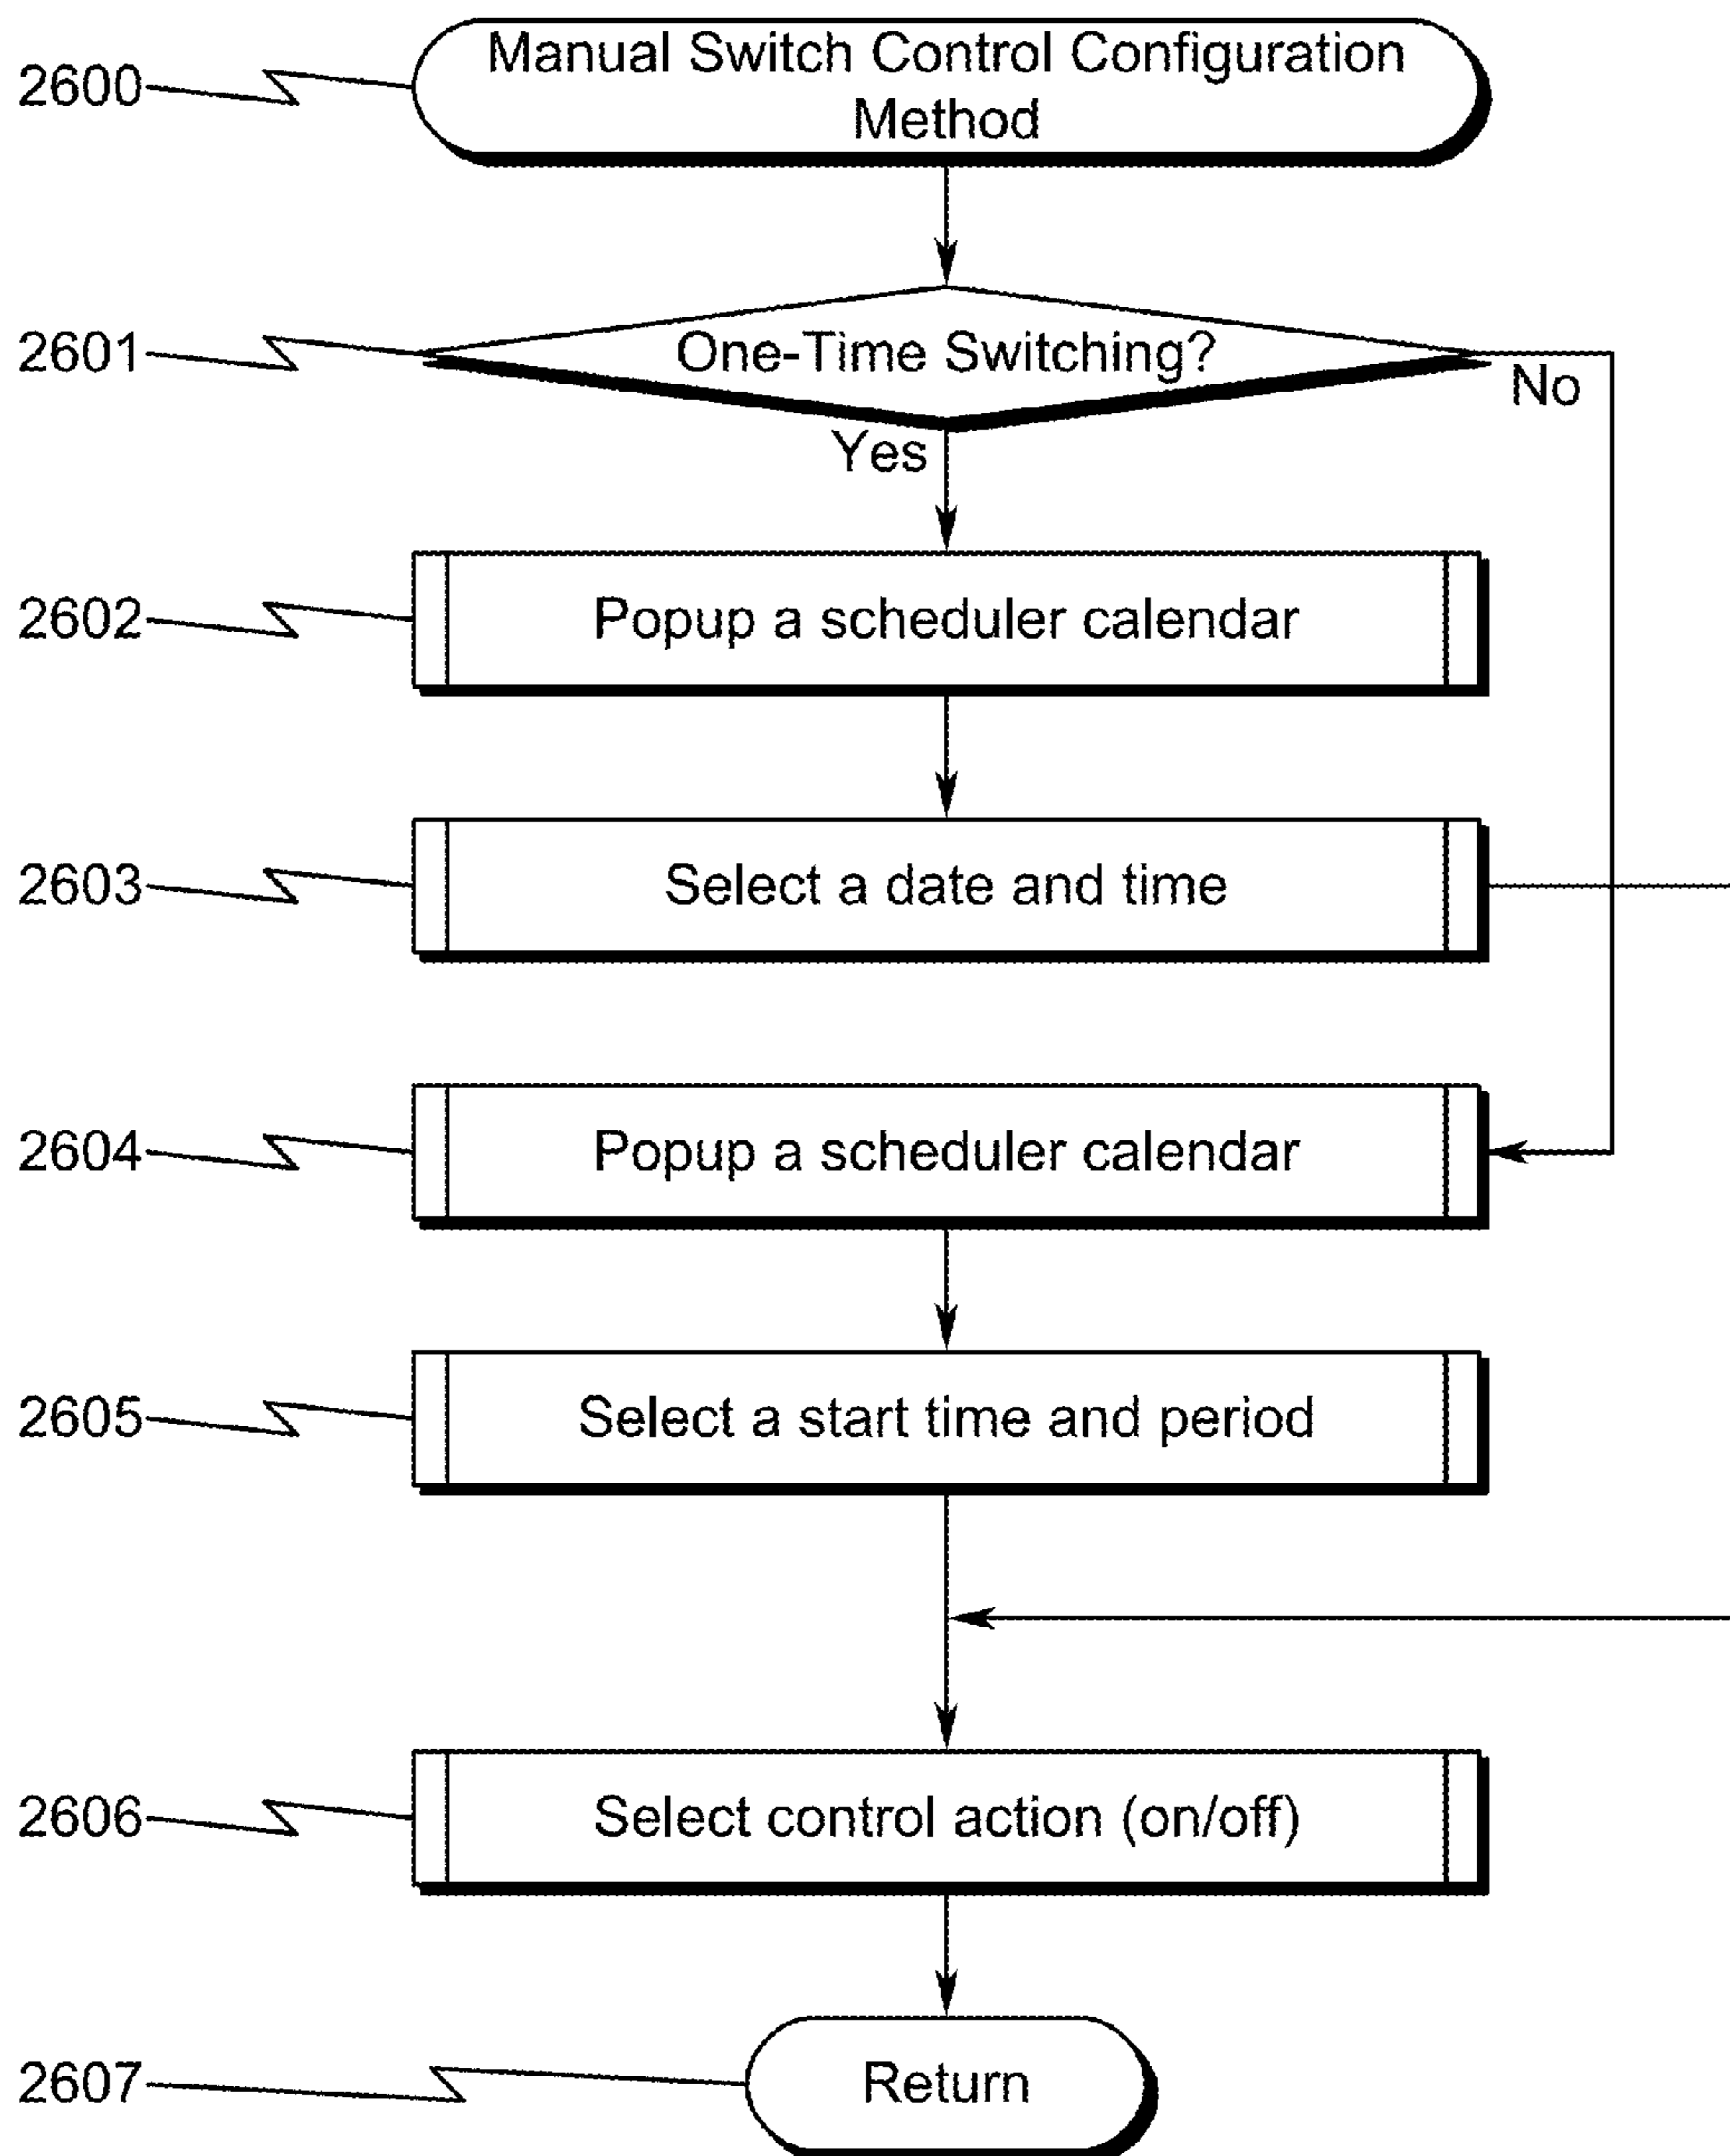 2600
Manual Switch Control Configuration
Method
2601
One-Time Switching?
No
Yes
2602
Popup a scheduler calendar
2603
Select a date and time
2604
Popup a scheduler calendar
2605
Select a start time and period
2606
Select control action (on/off)
2607
Return